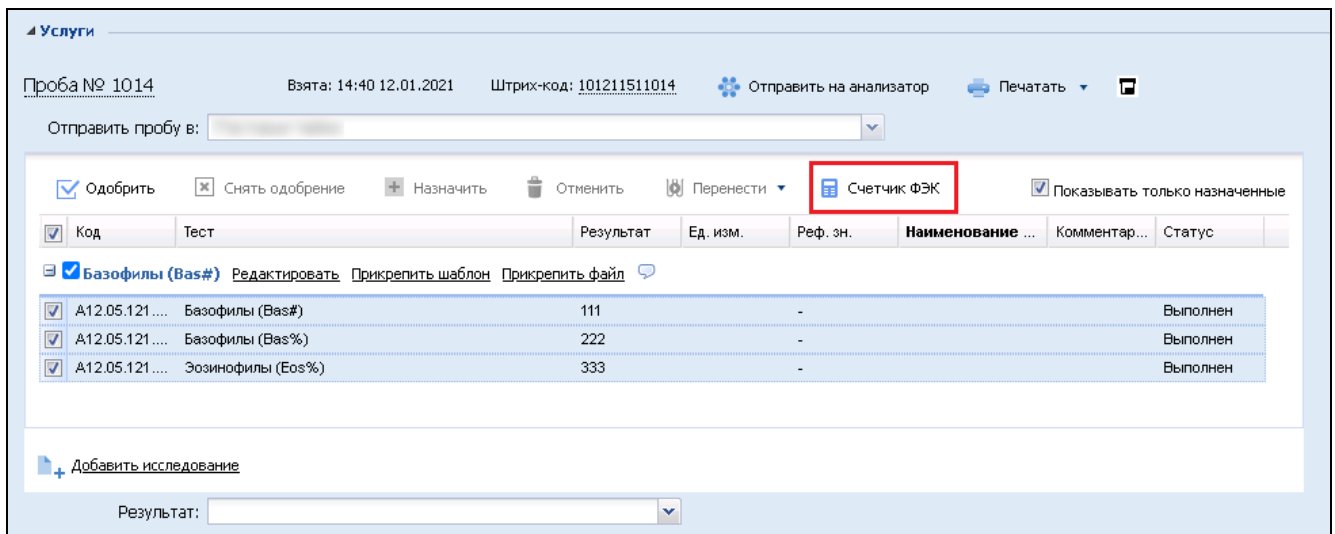 Услуги
Проба № 1014 Взята: 14:40 12.01.2021 Штрих-код: 101211511014 Отправить на анализатор Печатать
Отправить пробу в:
Одобрить Снять одобрение Назначить Отменить Перенести Счетчик ФЭК Показывать только назначенные
Код Тест Результат Ед. изм. Реф. зн. Наименование ... Комментар... Статус
Базофилы (Bas#) Редактировать Прикрепить шаблон Прикрепить файл
A12.05.121.... Базофилы (Bas#) 111 - Выполнен
A12.05.121.... Базофилы (Bas%) 222 - Выполнен
A12.05.121.... Эозинофилы (Eos%) 333 - Выполнен
Добавить исследование
Результат: